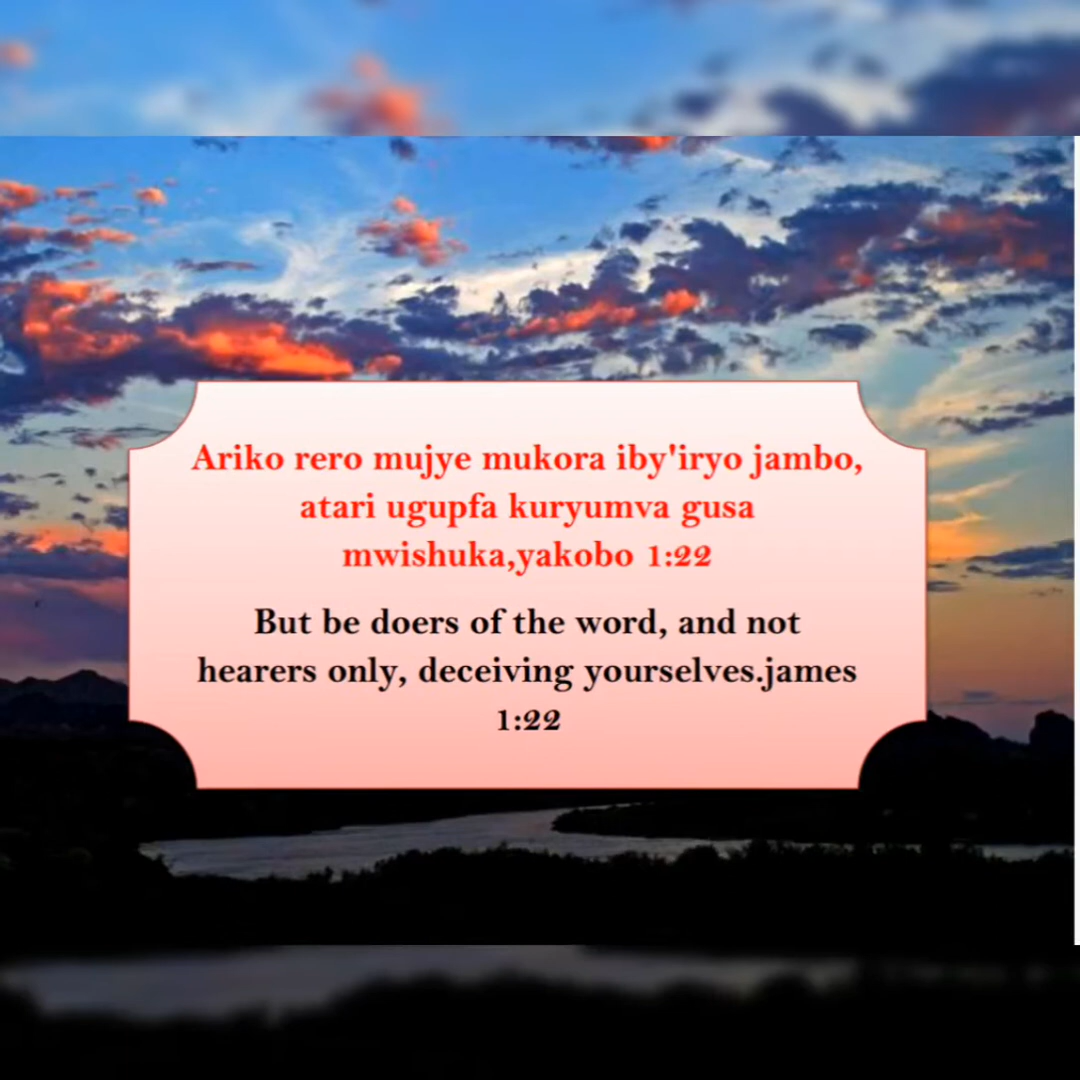 Ariko rero mujye mukora iby'iryo jambo,
atari ugupfa kuryumva gusa
mwishuka,yakobo 1:22
But be doers of the word, and not
hearers only, deceiving yourselves.james
1:22